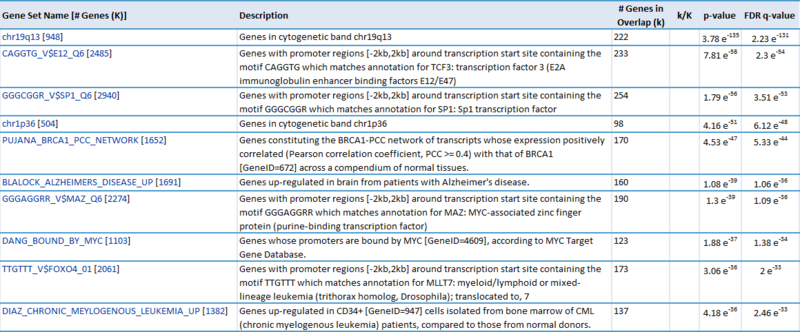 Gene Set Name [# Genes (K)] Description # Genes in Overlap (k) k/K p-value FDR q-value
chr19q13 [948] Genes in cytogenetic band chr19q13 222 3.78 e-135 2.23 e-131
CAGGTG_V$E12_Q6 [2485] Genes with promoter regions [-2kb,2kb] around transcription start site containing the 233 7.81 e-58 2.3 e-54
motif CAGGTG which matches annotation for TCF3: transcription factor 3 (E2A
immunoglobulin enhancer binding factors E12/E47)
GGGCGGR_V$SP1_Q6 [2940] Genes with promoter regions [-2kb,2kb] around transcription start site containing the 254 1.79 e-56 3.51 e-53
motif GGGCGGR which matches annotation for SP1: Sp1 transcription factor
chr1p36 [504] Genes in cytogenetic band chr1p36 98 4.16 e-51 6.12 e-48
PUJANA_BRCA1_PCC_NETWORK [1652] Genes constituting the BRCA1-PCC network of transcripts whose expression positively 170 4.53 e-47 5.33 e-44
correlated (Pearson correlation coefficient, PCC >= 0.4) with that of BRCA1
[GeneID=672] across a compendium of normal tissues.
BLALOCK_ALZHEIMERS_DISEASE_UP [1691] Genes up-regulated in brain from patients with Alzheimer's disease. 160 1.08 e-39 1.06 e-36
GGGAGGRR_V$MAZ_Q6 [2274] Genes with promoter regions [-2kb,2kb] around transcription start site containing the 190 1.3 e-39 1.09 e-36
motif GGGAGGRR which matches annotation for MAZ: MYC-associated zinc finger
protein (purine-binding transcription factor)
DANG_BOUND_BY_MYC [1103] Genes whose promoters are bound by MYC [GeneID=4609], according to MYC Target 123 1.88 e-37 1.38 e-34
Gene Database.
TTGTTT_V$FOXO4_01 [2061] Genes with promoter regions [-2kb,2kb] around transcription start site containing the 173 3.06 e-36 2 e-33
motif TTGTTT which matches annotation for MLLT7: myeloid/lymphoid or mixed-
lineage leukemia (trithorax homolog, Drosophila); translocated to, 7
DIAZ_CHRONIC_MEYLOGENOUS_LEUKEMIA_UP [1382] Genes up-regulated in CD34+ [GeneID=947] cells isolated from bone marrow of CML 137 4.18 e-36 2.46 e-33
(chronic myelogenous leukemia) patients, compared to those from normal donors.